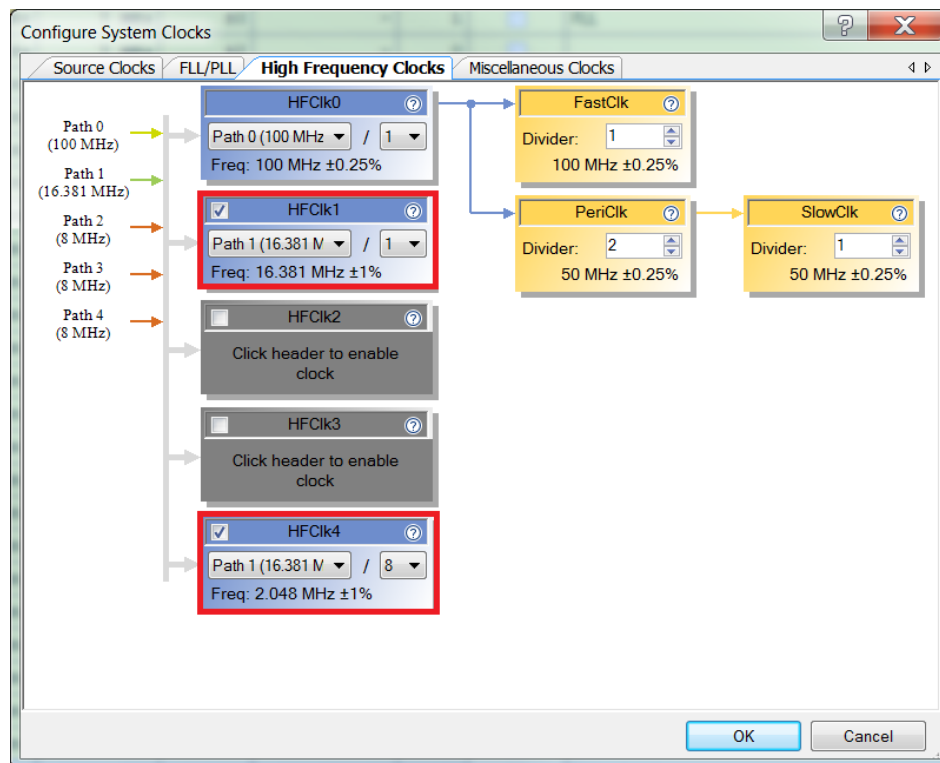 Configure System Clocks
?
X
Source Clocks
FLL/PLL
High Frequency Clocks
Miscellaneous Clocks
Path 0
(100 MHz)
Path 1
(16.381 MHz)
Path 2
(8 MHz)
Path 3
(8 MHz)
Path 4
(8 MHz)
HFClk0 ?
Path 0 (100 MHz / 1
Freq: 100 MHz ±0.25%
HFClk1 ?
Path 1 (16.381 M / 1
Freq: 16.381 MHz ±1%
HFClk2 ?
Click header to enable
clock
HFClk3 ?
Click header to enable
clock
HFClk4 ?
Path 1 (16.381 M / 8
Freq: 2.048 MHz ±1%
FastClk ?
Divider: 1
100 MHz ±0.25%
PeriClk ?
Divider: 2
50 MHz ±0.25%
SlowClk ?
Divider: 1
50 MHz ±0.25%
OK
Cancel